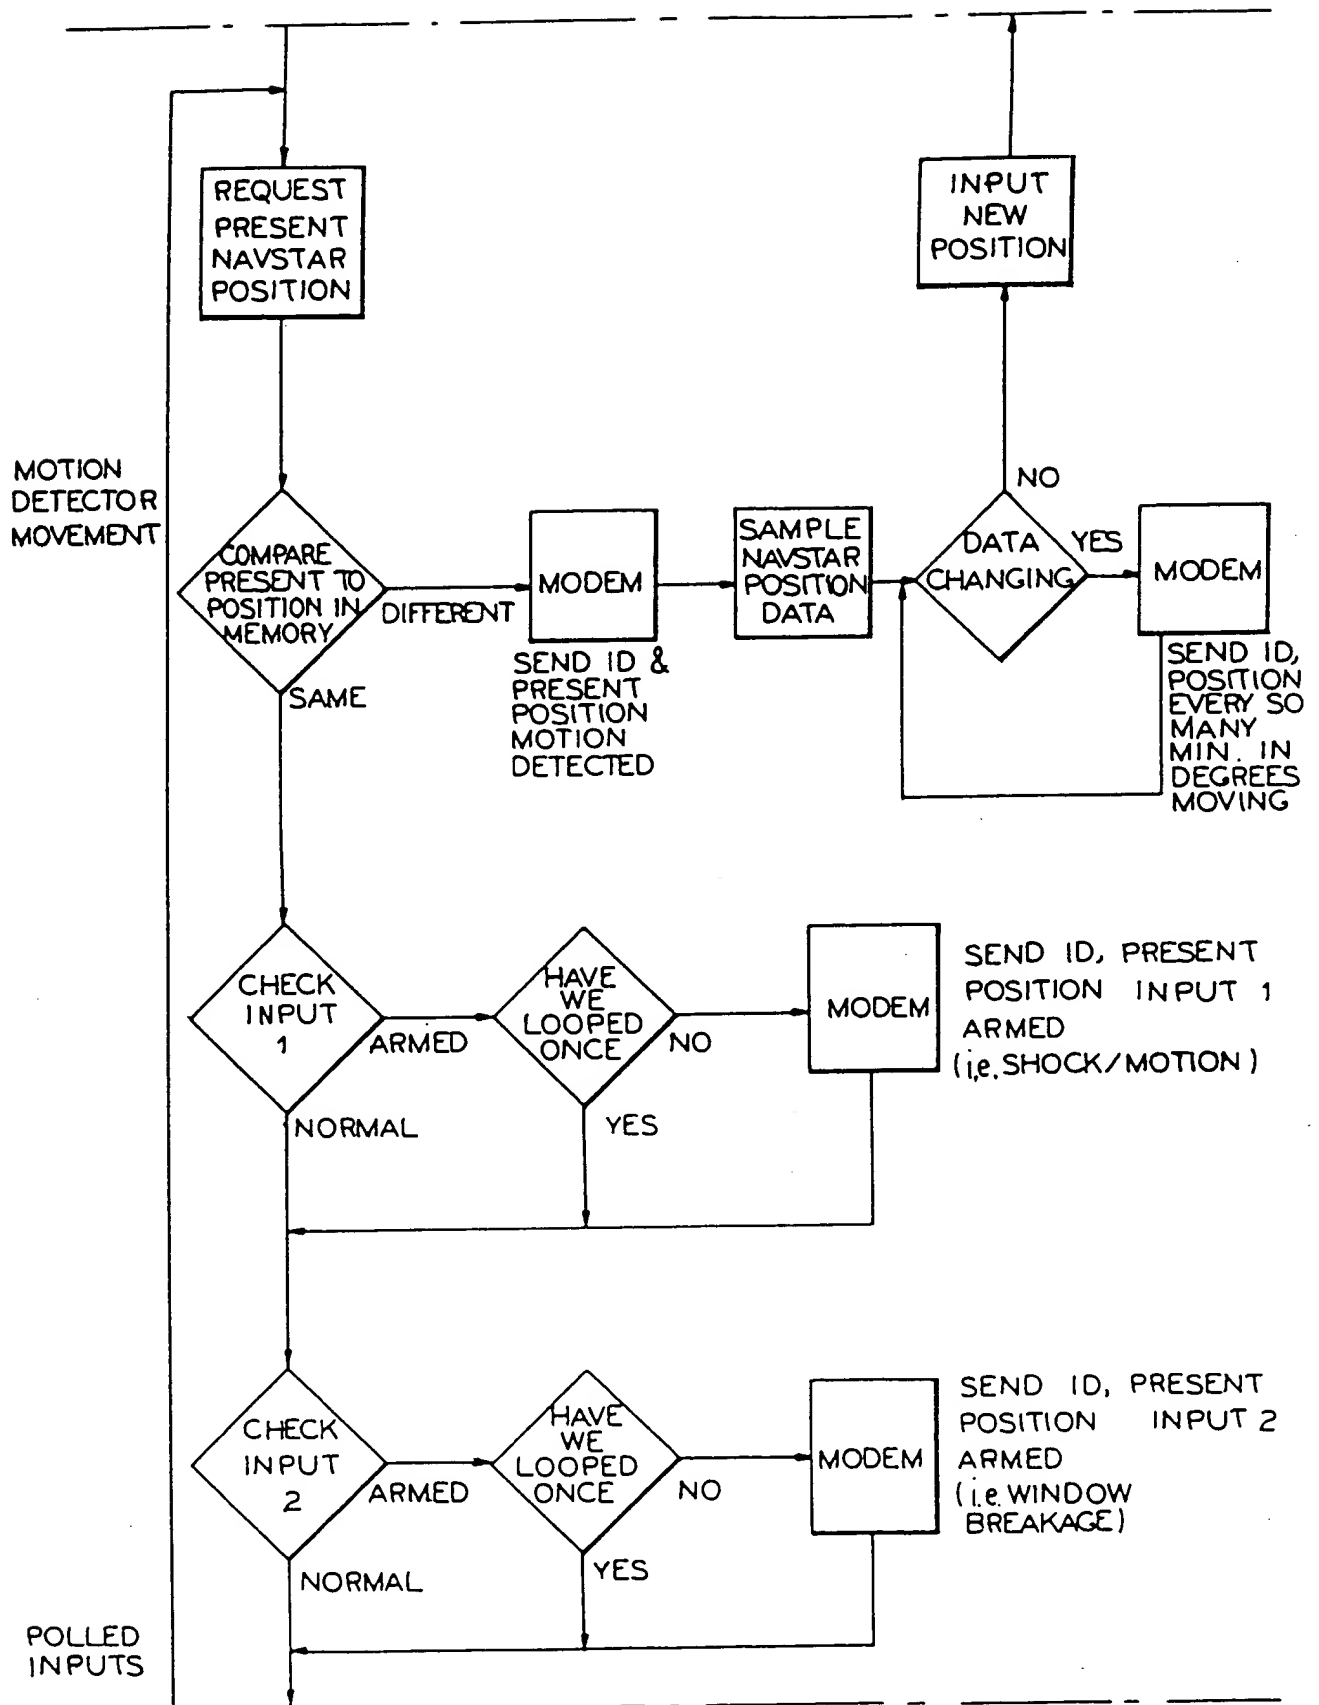 REQUEST
PRESENT
NAVSTAR
POSITION
INPUT
NEW
POSITION
MOTION
DETECTOR
MOVEMENT
COMPARE
PRESENT TO
POSITION IN
MEMORY
DIFFERENT
SAME
MODEM
SEND ID &
PRESENT
POSITION
MOTION
DETECTED
SAMPLE
NAVSTAR
POSITION
DATA
DATA
CHANGING
NO
YES
MODEM
SEND ID,
POSITION
EVERY SO
MANY
MIN. IN
DEGREES
MOVING
CHECK
INPUT
1
ARMED
NORMAL
HAVE
WE
LOOPED
ONCE
NO
YES
MODEM
SEND ID, PRESENT
POSITION INPUT 1
ARMED
(i.e. SHOCK/MOTION)
CHECK
INPUT
2
ARMED
NORMAL
HAVE
WE
LOOPED
ONCE
NO
YES
MODEM
SEND ID, PRESENT
POSITION INPUT 2
ARMED
(i.e. WINDOW
BREAKAGE)
POLLED
INPUTS